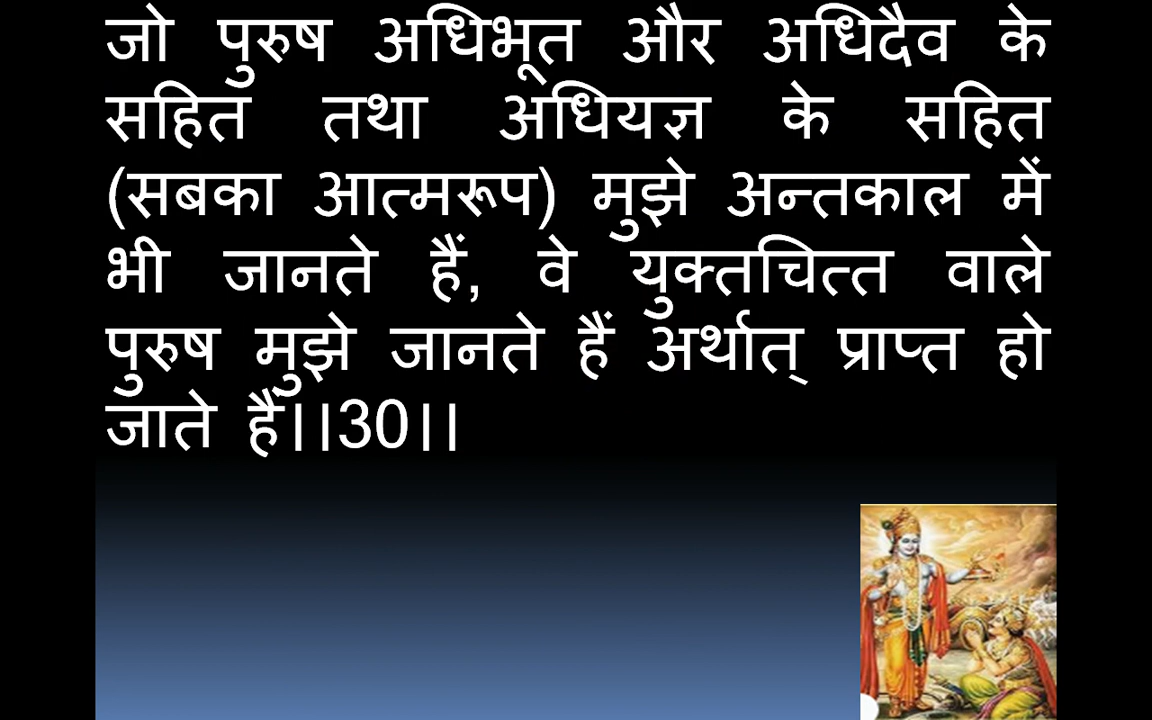 जो पुरुष अधिभूत और अधिदैव के
सहित तथा अधियज्ञ के सहित
(सबका आत्मरूप) मुझे अन्तकाल में
भी जानते हैं, वे युक्तचित्त वाले
पुरुष मुझे जानते हैं अर्थात् प्राप्त हो
जाते हैं।।30।।